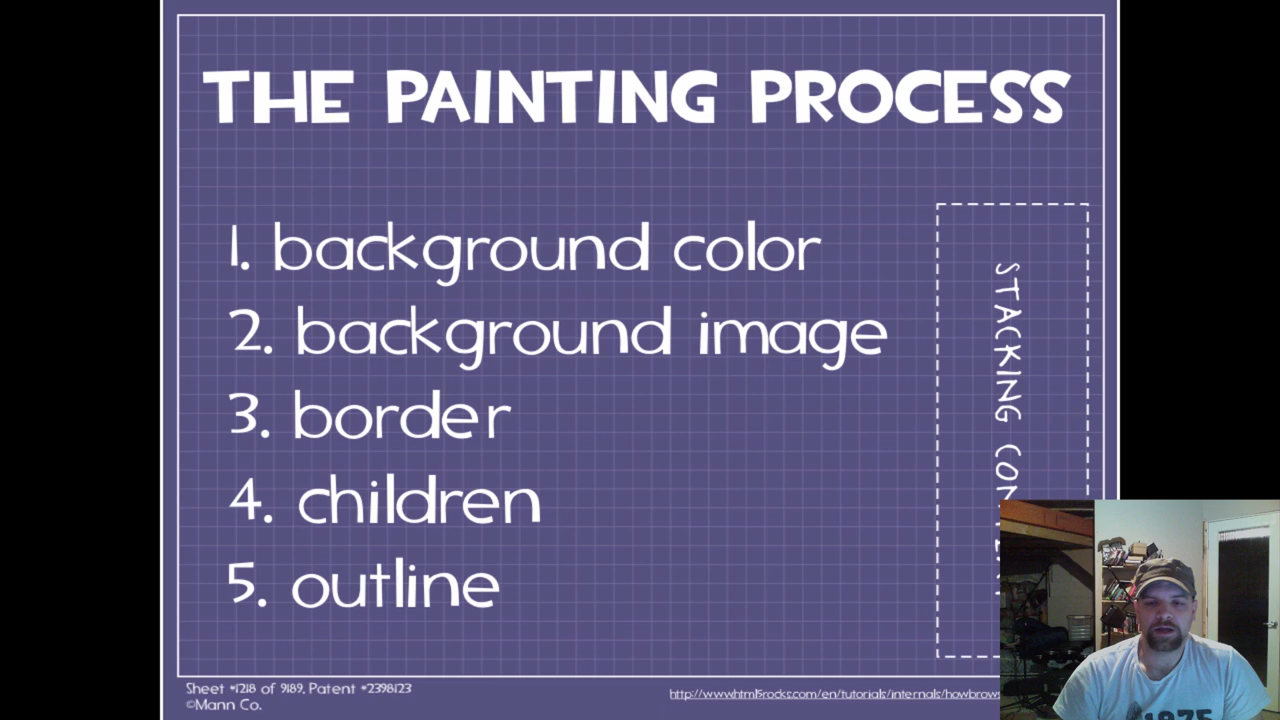 THE PAINTING PROCESS
1. background color
2. background image
3. border
4. children
5. outline
STACKING
Sheet #1218 of 9189, Patent #2398123
©Mann Co.
http://www.html5rocks.com/en/tutorials/internals/howbrows
1975